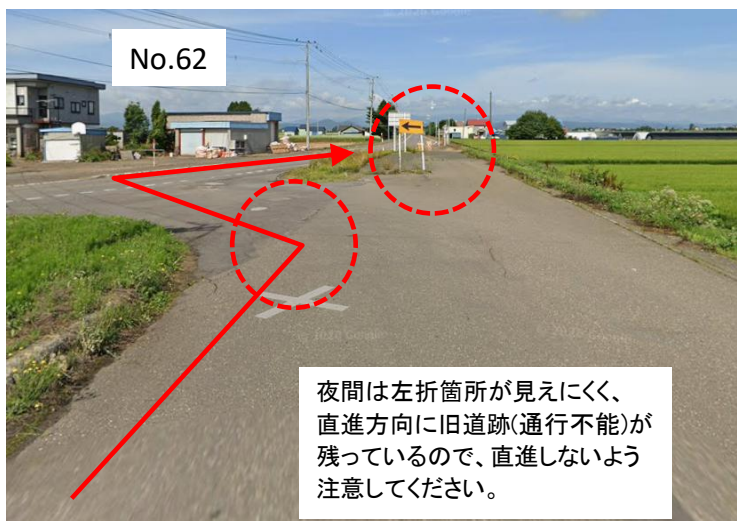 No.62
夜間は左折箇所が見えにくく、
直進方向に旧道跡(通行不能)が
残っているので、直進しないよう
注意してください。